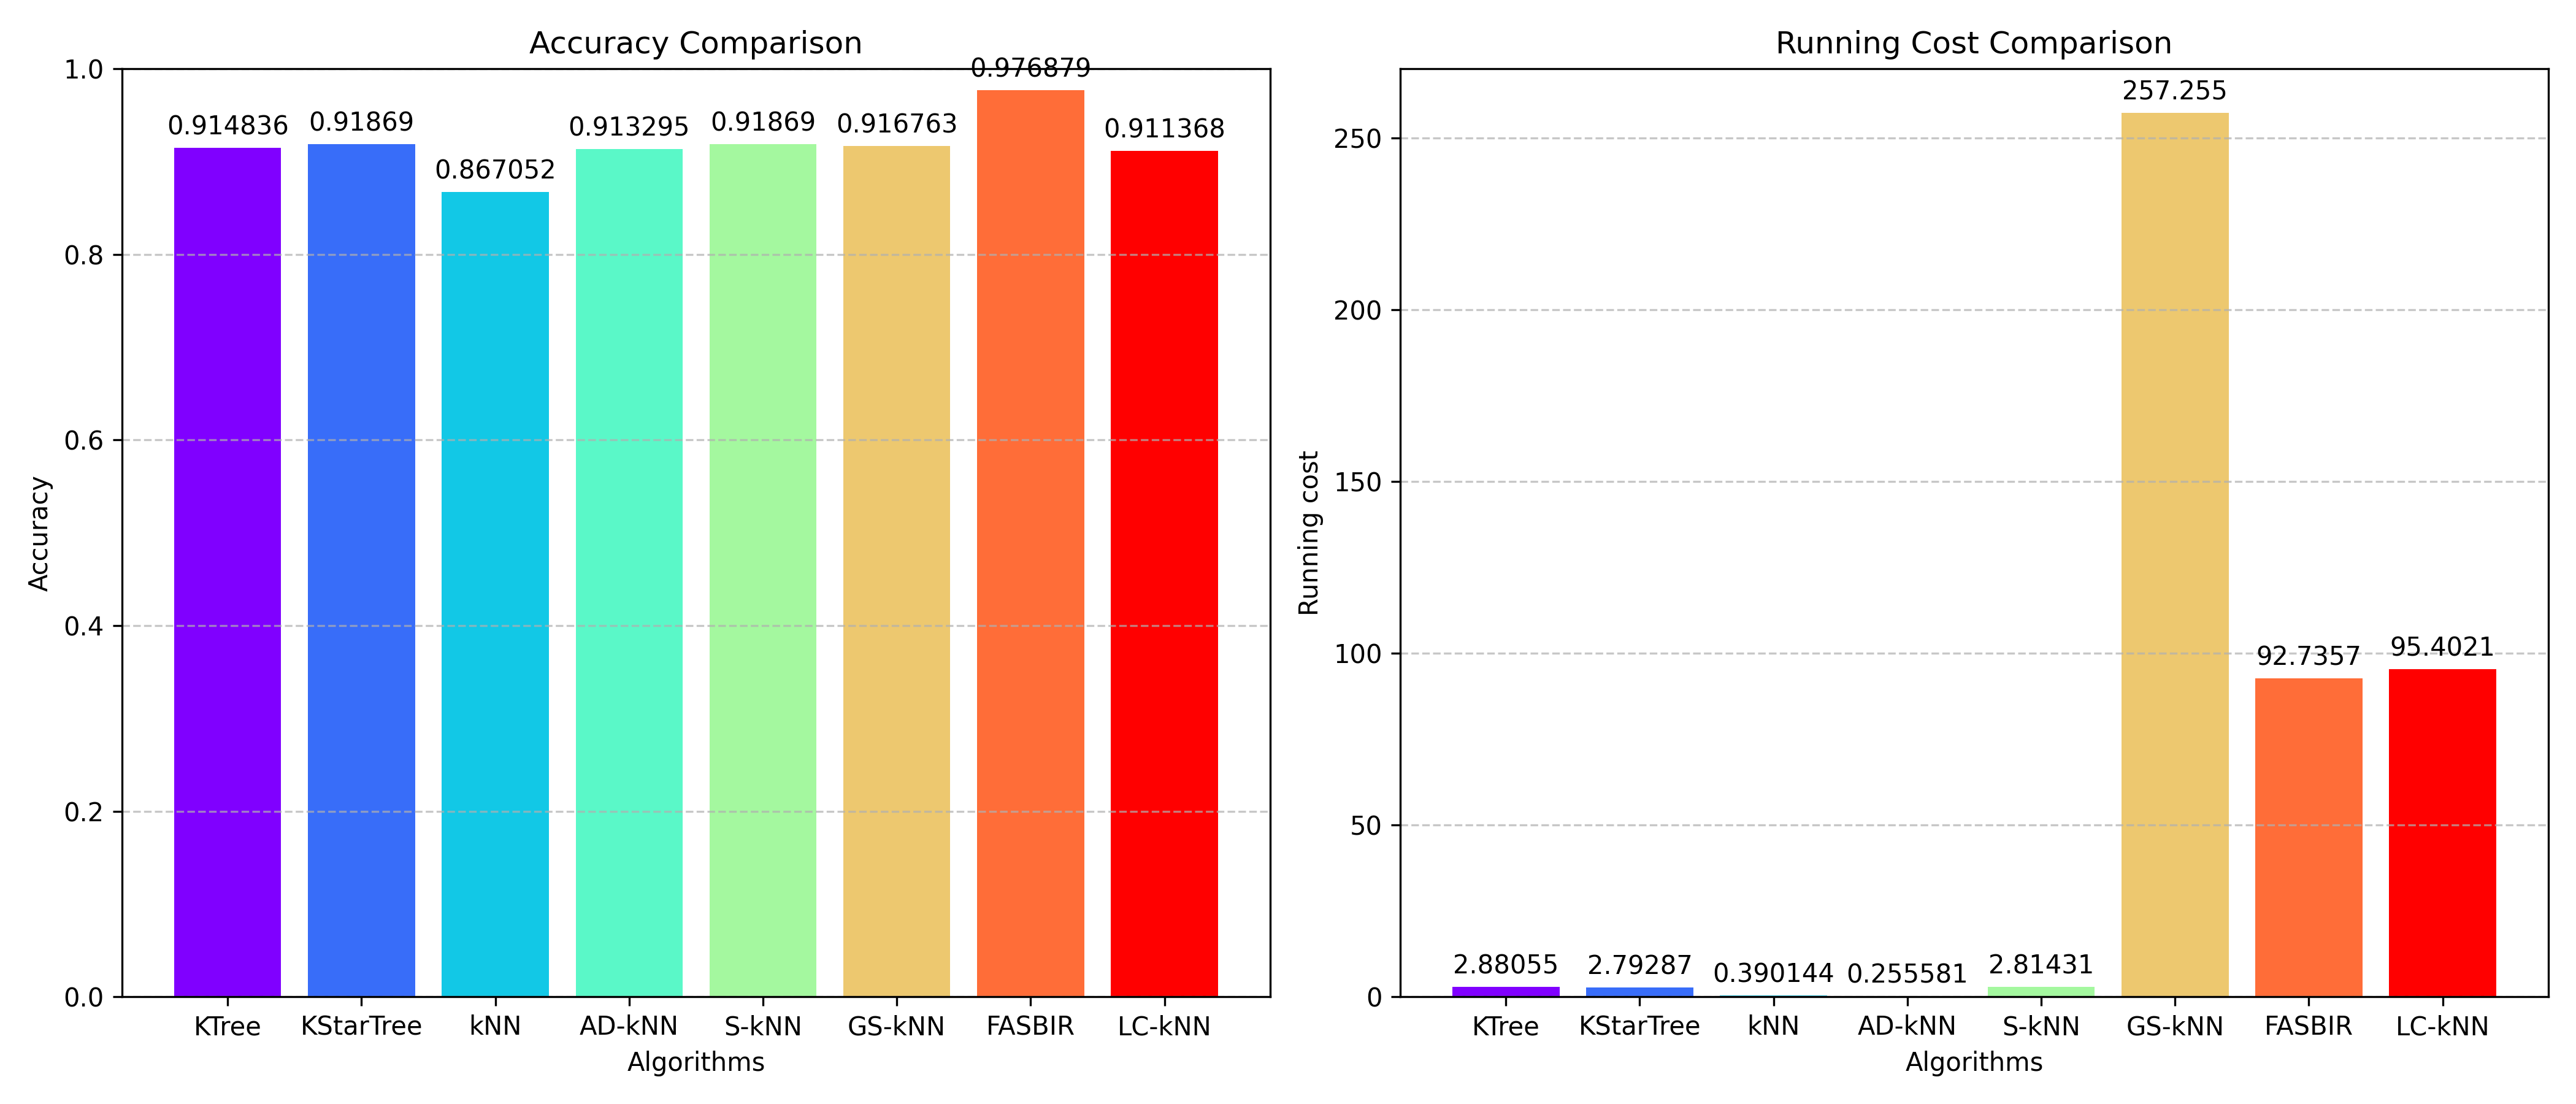 Accuracy Comparison
1.0
0.8
0.6
0.4
0.2
0.0
Accuracy
0.914836
0.91869
0.867052
0.913295
0.91869
0.916763
0.976879
0.911368
KTree
KStarTree
kNN
AD-kNN
S-kNN
GS-kNN
FASBIR
LC-kNN
Algorithms
Running Cost Comparison
250
200
150
100
50
0
Running cost
2.88055
2.79287
0.390144
0.255581
2.81431
257.255
92.7357
95.4021
KTree
KStarTree
kNN
AD-kNN
S-kNN
GS-kNN
FASBIR
LC-kNN
Algorithms